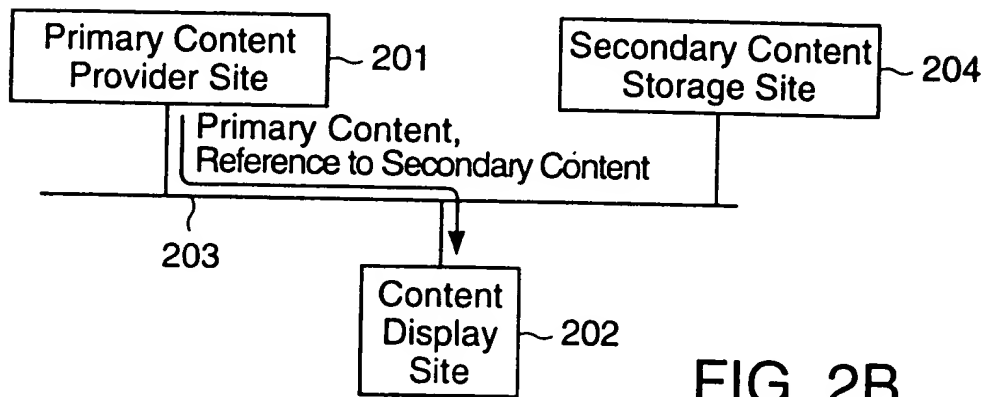 Primary Content
Provider Site
201
Secondary Content
Storage Site
204
Primary Content,
Reference to Secondary Content
203
Content
Display
Site
202
FIG. 2B